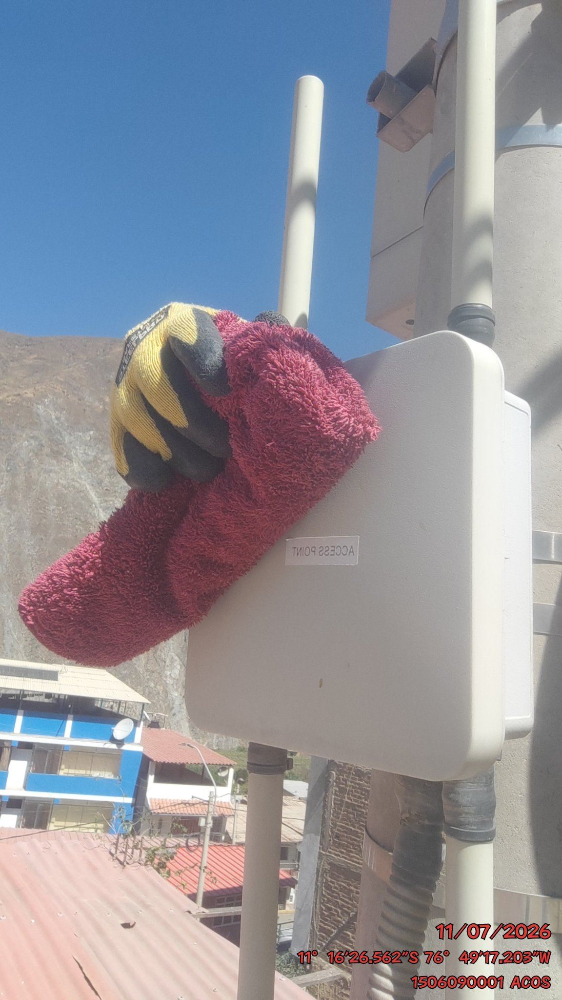 ACCESS POINT
11/07/2026
11° 16'26.562"S 76° 49'17.203"W
1506090001 ACOS